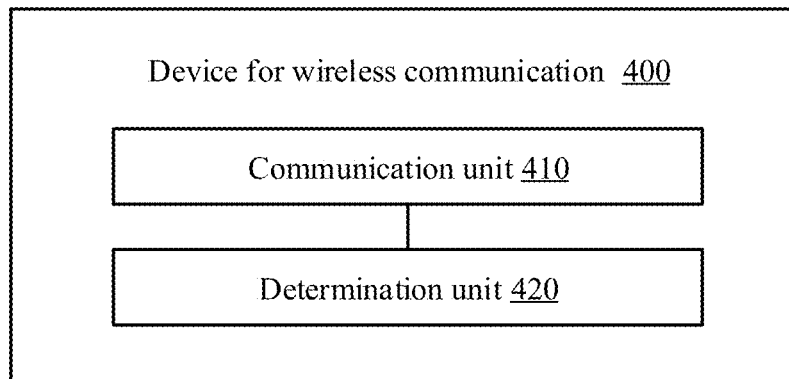 Device for wireless communication 400
Communication unit 410
Determination unit 420